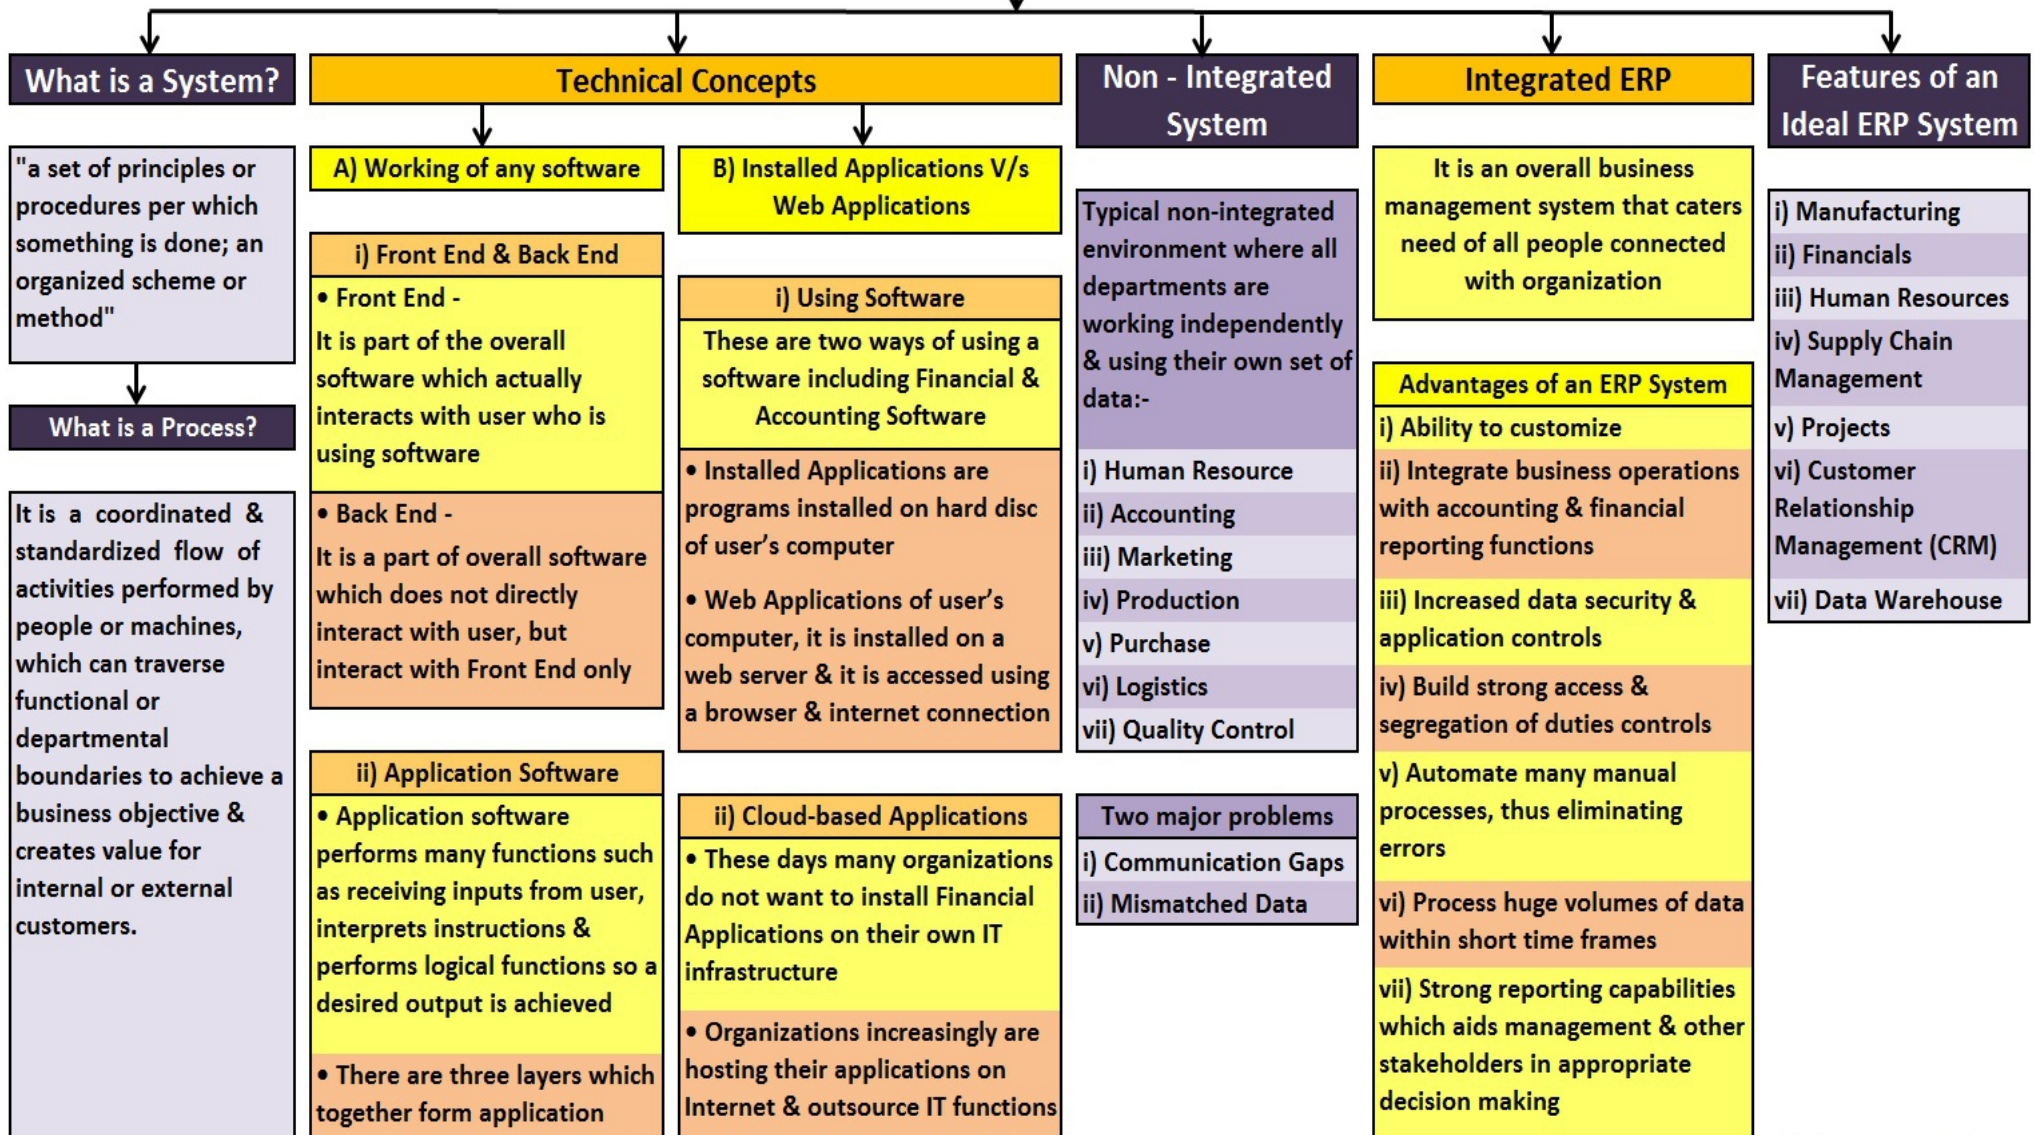 What is a System?
"a set of principles or
procedures per which
something is done; an
organized scheme or
method"
What is a Process?
It is a coordinated &
standardized flow of
activities performed by
people or machines,
which can traverse
functional or
departmental
boundaries to achieve a
business objective &
creates value for
internal or external
customers.
Technical Concepts
A) Working of any software
i) Front End & Back End
• Front End -
It is part of the overall
software which actually
interacts with user who is
using software
• Back End -
It is a part of overall software
which does not directly
interact with user, but
interact with Front End only
ii) Application Software
• Application software
performs many functions such
as receiving inputs from user,
interprets instructions &
performs logical functions so a
desired output is achieved
• There are three layers which
together form application
B) Installed Applications V/s
Web Applications
i) Using Software
These are two ways of using a
software including Financial &
Accounting Software
• Installed Applications are
programs installed on hard disc
of user's computer
• Web Applications of user's
computer, it is installed on a
web server & it is accessed using
a browser & internet connection
ii) Cloud-based Applications
• These days many organizations
do not want to install Financial
Applications on their own IT
infrastructure
• Organizations increasingly are
hosting their applications on
Internet & outsource IT functions
Non - Integrated
System
Typical non-integrated
environment where all
departments are
working independently
& using their own set of
data:-
i) Human Resource
ii) Accounting
iii) Marketing
iv) Production
v) Purchase
vi) Logistics
vii) Quality Control
Two major problems
i) Communication Gaps
ii) Mismatched Data
Integrated ERP
It is an overall business
management system that caters
need of all people connected
with organization
Advantages of an ERP System
i) Ability to customize
ii) Integrate business operations
with accounting & financial
reporting functions
iii) Increased data security &
application controls
iv) Build strong access &
segregation of duties controls
v) Automate many manual
processes, thus eliminating
errors
vi) Process huge volumes of data
within short time frames
vii) Strong reporting capabilities
which aids management & other
stakeholders in appropriate
decision making
Features of an
Ideal ERP System
i) Manufacturing
ii) Financials
iii) Human Resources
iv) Supply Chain
Management
v) Projects
vi) Customer
Relationship
Management (CRM)
vii) Data Warehouse